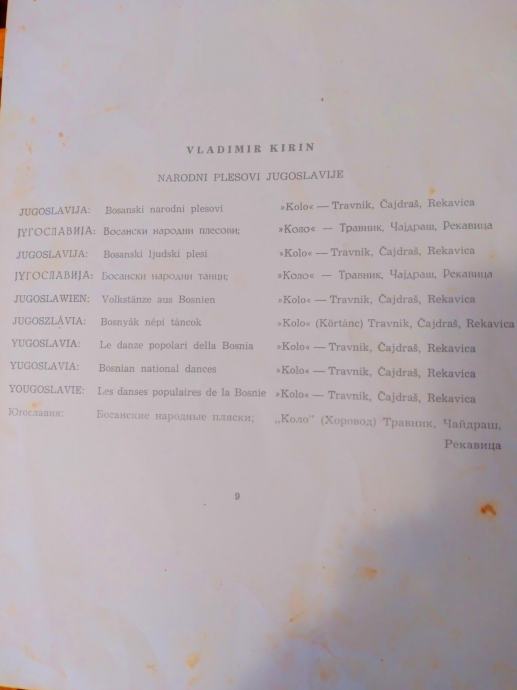 VLADIMIR KIRIN
NARODNI PLESOVI JUGOSLAVIJE
JUGOSLAVIJA: Bosanski narodni plesovi »Kolo« — Travnik, Čajdraš, Rekavica
ЈУГОСЛАВИЈА: Босански народни плесови; »Коло« — Травник, Чајдраш, Рекавица
JUGOSLAVIJA: Bosanski ljudski plesi »Kolo« — Travnik, Čajdraš, Rekavica
ЈУГОСЛАВИЈА: Босански народни танци; »Коло« — Травник, Чајдраш, Рекавица
JUGOSLAWIEN: Volkstänze aus Bosnien »Kolo« — Travnik, Čajdraš, Rekavica
JUGOSZLÁVIA: Bosnyák népi táncok »Kolo« (Körtánc) Travnik, Čajdraš, Rekavica
YUGOSLAVIA: Le danze popolari della Bosnia »Kolo« — Travnik, Čajdraš, Rekavica
YUGOSLAVIA: Bosnian national dances »Kolo« — Travnik, Čajdraš, Rekavica
YOUGOSLAVIE: Les danses populaires de la Bosnie »Kolo« — Travnik, Čajdraš, Rekavica
Югославия: Босанские народные пляски; „Коло" (Хоровод) Травник, Чайдраш,
Рекавица
9